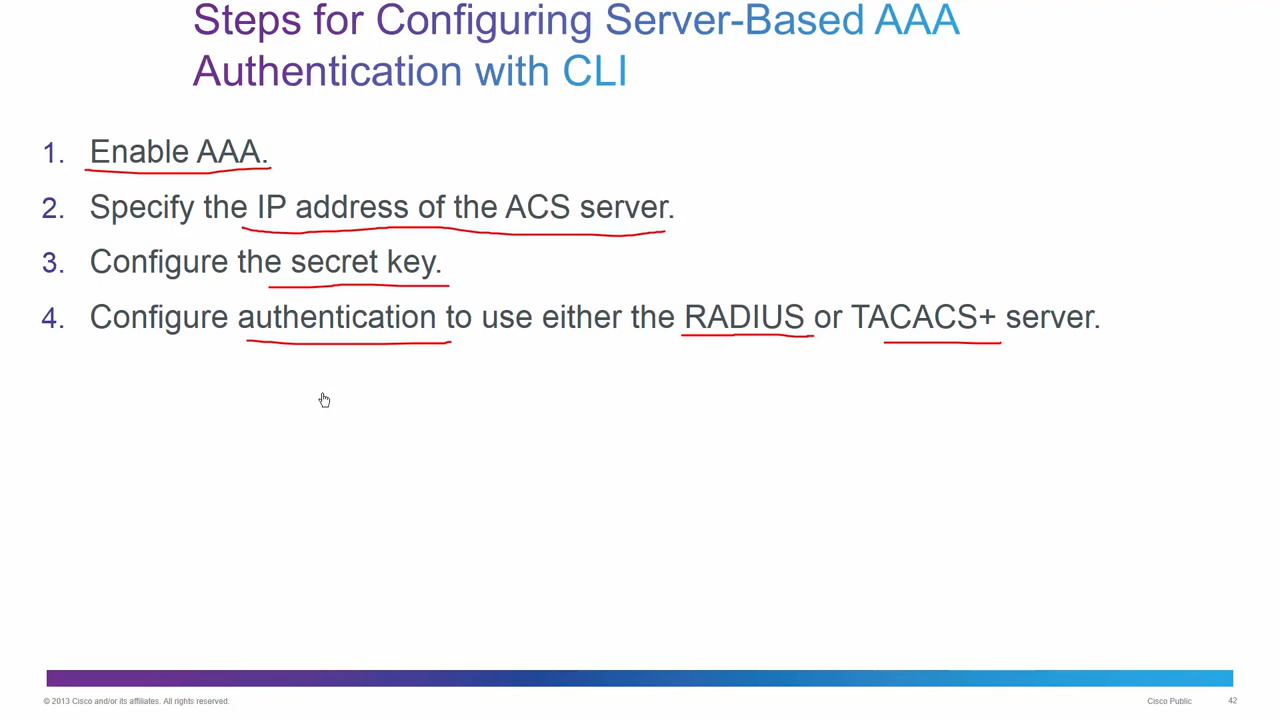 Steps for Configuring Server-Based AAA
Authentication with CLI
1. Enable AAA.
2. Specify the IP address of the ACS server.
3. Configure the secret key.
4. Configure authentication to use either the RADIUS or TACACS+ server.
© 2013 Cisco and/or its affiliates. All rights reserved.
Cisco Public
42